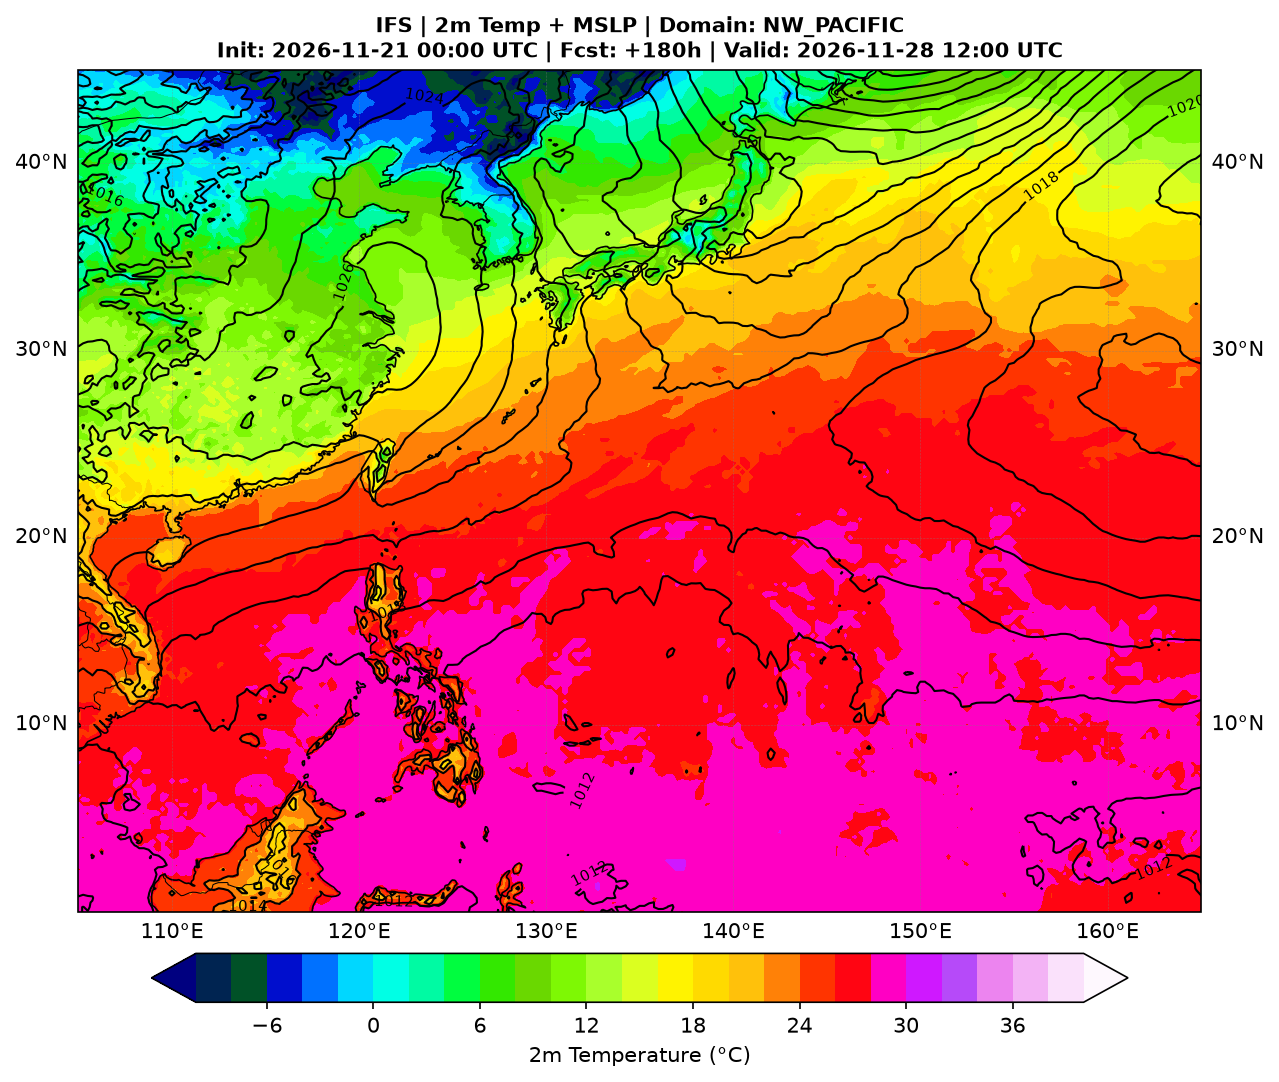 IFS | 2m Temp + MSLP | Domain: NW_PACIFIC
Init: 2026-11-21 00:00 UTC | Fcst: +180h | Valid: 2026-11-28 12:00 UTC
1024
1020
40°N
40°N
1016
1018
1026
30°N
30°N
20°N
20°N
10°N
10°N
1012
1012
1012
1014
1012
110°E
120°E
130°E
140°E
150°E
160°E
−6
0
6
12
18
24
30
36
2m Temperature (°C)